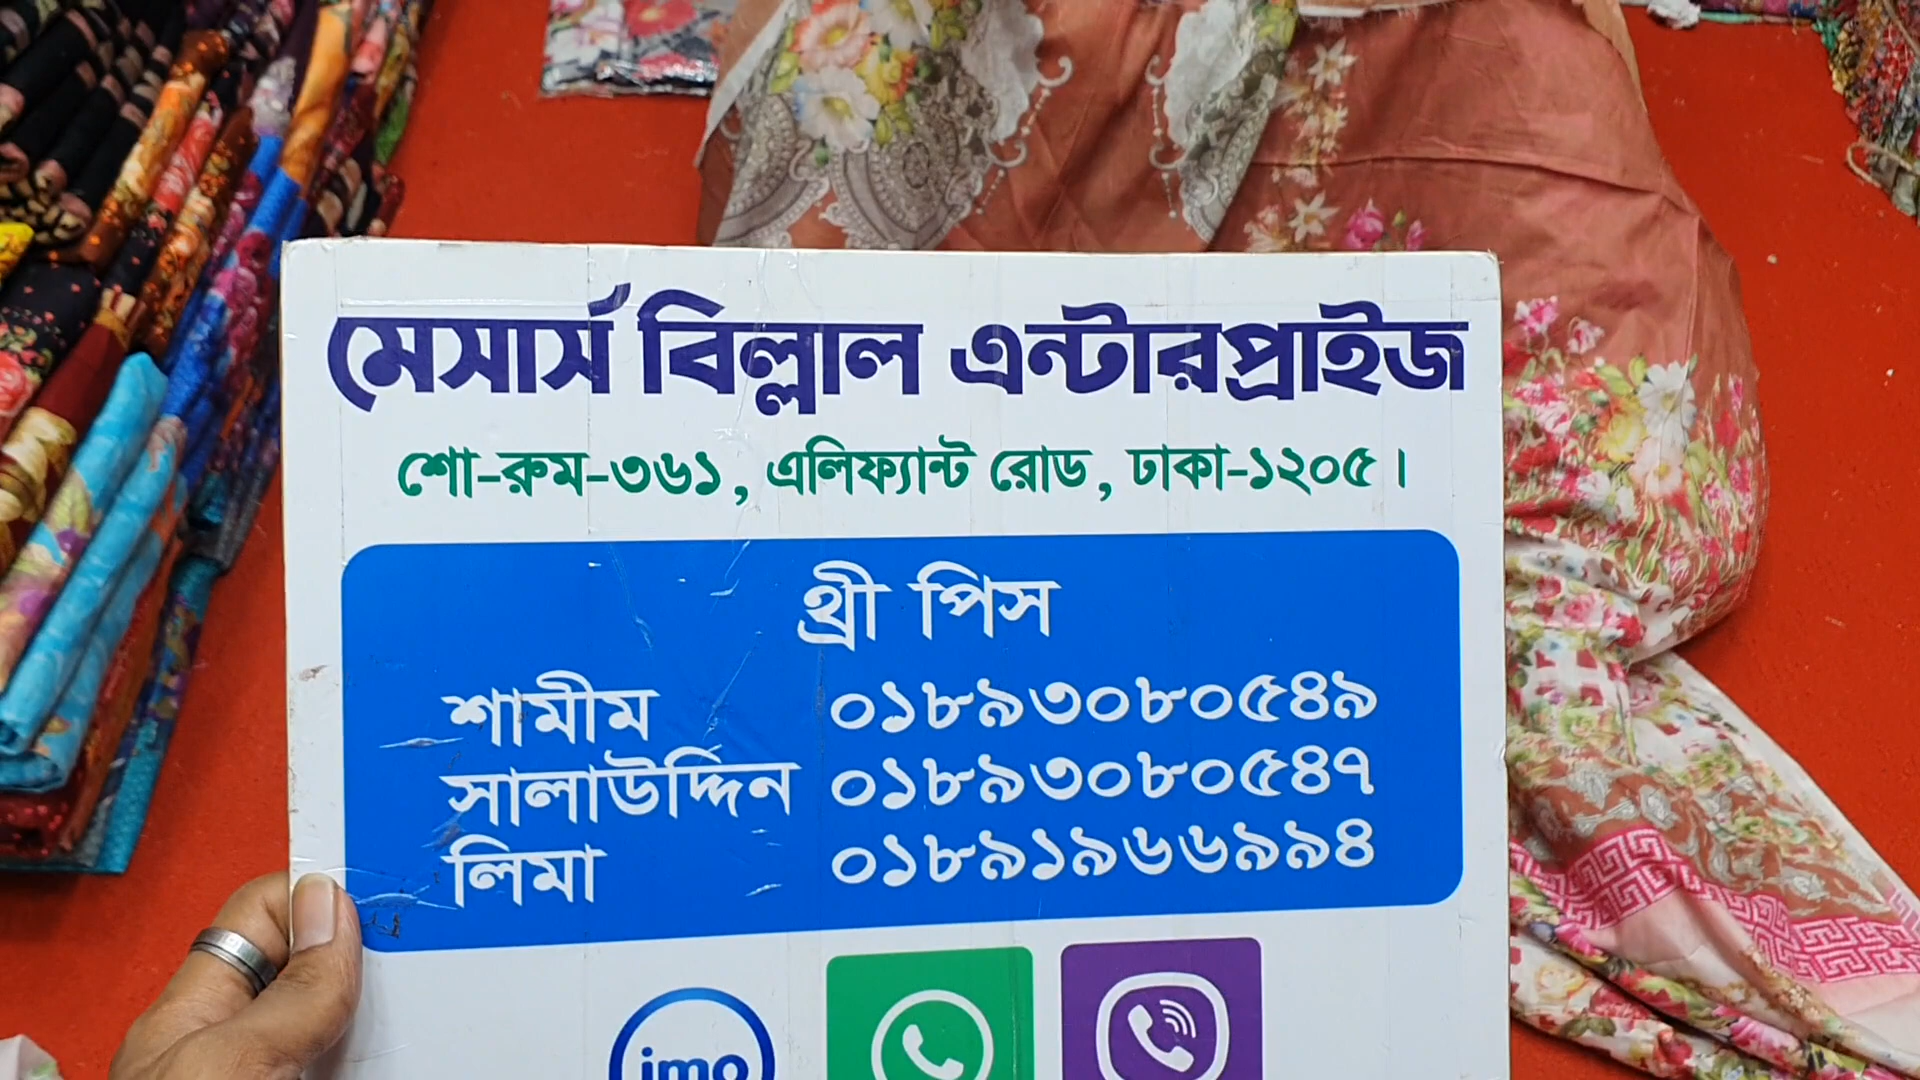 মেসার্স বিল্লাল এন্টারপ্রাইজ
শো-রুম-৩৬১, এলিফ্যান্ট রোড, ঢাকা-১২০৫।
থ্রী পিস
শামীম ০১৮৯৩০৮০৫৪৯
সালাউদ্দিন ০১৮৯৩০৮০৫৪৭
লিমা ০১৮৯১৯৬৬৯৯৪
imo